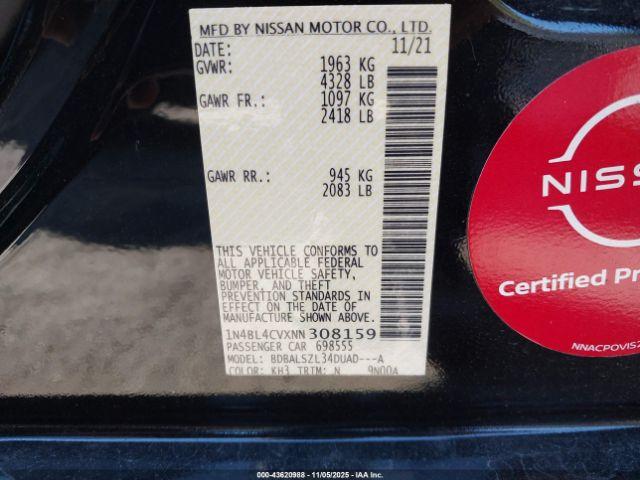 MFD BY NISSAN MOTOR CO., LTD.
DATE: 11/21
GVWR: 1963 KG
4328 LB
GAWR FR.: 1097 KG
2418 LB
GAWR RR.: 945 KG
2083 LB
THIS VEHICLE CONFORMS TO
ALL APPLICABLE FEDERAL
MOTOR VEHICLE SAFETY,
BUMPER, AND THEFT
PREVENTION STANDARDS IN
EFFECT ON THE DATE OF
MANUFACTURE SHOWN ABOVE.
1N4BL4CVXNN 308159
PASSENGER CAR 698555
MODEL: BDBALSZL34DUAD---A
COLOR: KH3 TRIM: N 9N00A
NISS
Certified Pr
NNACPOVIS2
000-43620988 - 11/05/2025 - IAA Inc.